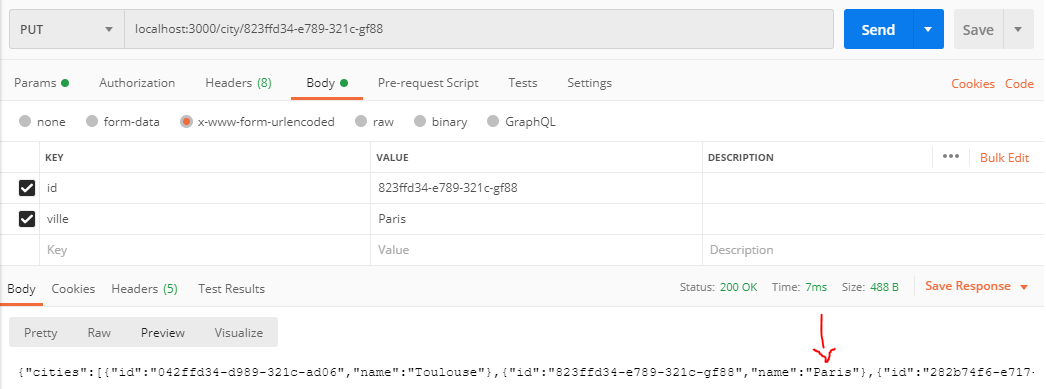 PUT localhost:3000/city/823ffd34-e789-321c-gf88 Send Save
Params Authorization Headers (8) Body Pre-request Script Tests Settings Cookies Code
none form-data x-www-form-urlencoded raw binary GraphQL
KEY VALUE DESCRIPTION ••• Bulk Edit
id 823ffd34-e789-321c-gf88
ville Paris
Key Value Description
Body Cookies Headers (5) Test Results Status: 200 OK Time: 7ms Size: 488 B Save Response
Pretty Raw Preview Visualize
{"cities":[{"id":"042ffd34-d989-321c-ad06","name":"Toulouse"},{"id":"823ffd34-e789-321c-gf88","name":"Paris"},{"id":"282b74f6-e717-